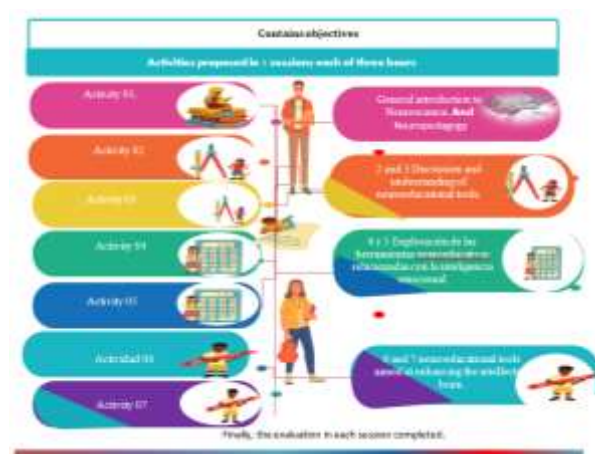 Contains objectives
Activities proposed in sessions each of three hours
Activity 01.
General introduction to
Neuroscience. And
Neuropedagogy
Activity 02
2 and 3 Discussion and
understanding of
neuroeducational tools.
Activity 03
Activity 04
4 y 5 Exploración de las
herramientas neuroeducativas
relacionadas con la inteligencia
emocional.
Activity 05
Actividad 06
6 and 7 neuroeducational tools
aimed at enhancing the intellect
brain.
Activity 07
Finally, the evaluation in each session completed.